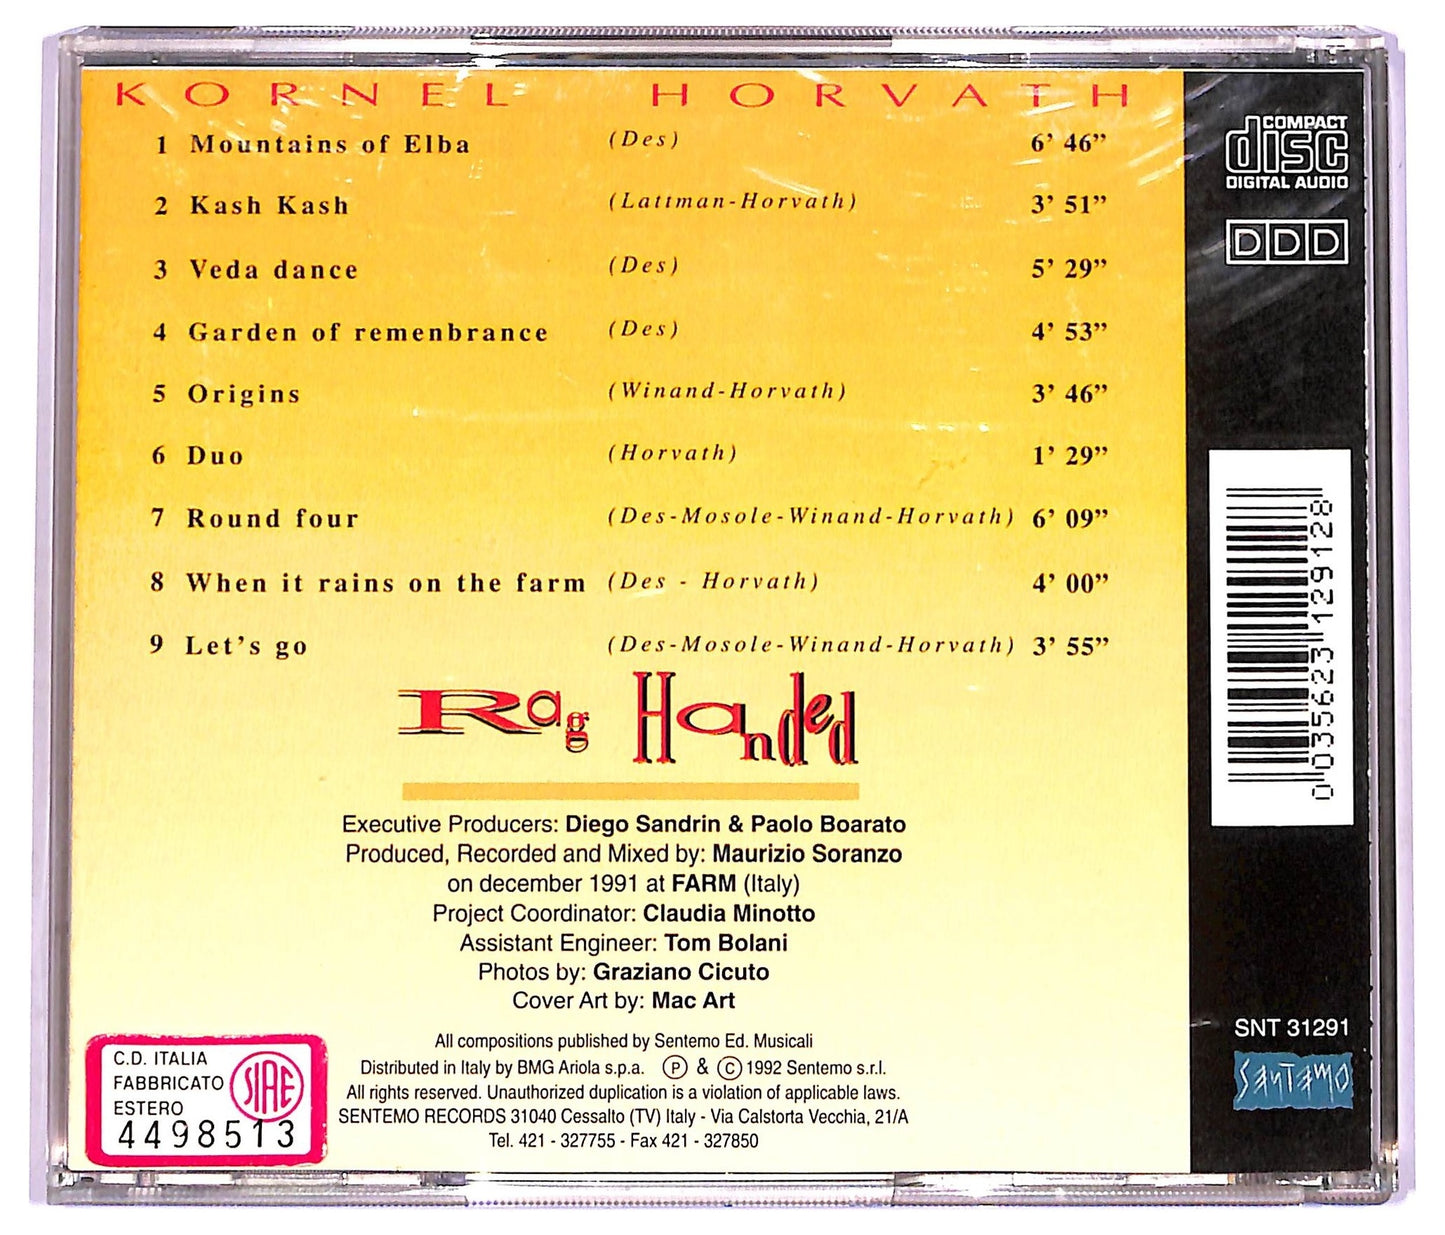 KORNEL HORVATH
1 Mountains of Elba (Des) 6’ 46”
2 Kash Kash (Lattman-Horvath) 3’ 51”
3 Veda dance (Des) 5’ 29”
4 Garden of remenbrance (Des) 4’ 53”
5 Origins (Winand-Horvath) 3’ 46”
6 Duo (Horvath) 1’ 29”
7 Round four (Des-Mosole-Winand-Horvath) 6’ 09”
8 When it rains on the farm (Des - Horvath) 4’ 00”
9 Let’s go (Des-Mosole-Winand-Horvath) 3’ 55”
Rag Handed
Executive Producers: Diego Sandrin & Paolo Boarato
Produced, Recorded and Mixed by: Maurizio Soranzo
on december 1991 at FARM (Italy)
Project Coordinator: Claudia Minotto
Assistant Engineer: Tom Bolani
Photos by: Graziano Cicuto
Cover Art by: Mac Art
All compositions published by Sentemo Ed. Musicali
Distributed in Italy by BMG Ariola s.p.a. Ⓟ & Ⓒ 1992 Sentemo s.r.l.
All rights reserved. Unauthorized duplication is a violation of applicable laws.
SENTEMO RECORDS 31040 Cessalto (TV) Italy - Via Calstorta Vecchia, 21/A
Tel. 421 - 327755 - Fax 421 - 327850
C.D. ITALIA
FABBRICATO
ESTERO
SIAE
4498513
COMPACT
disc
DIGITAL AUDIO
DDD
0 035623 129128
SNT 31291
SENTEMO